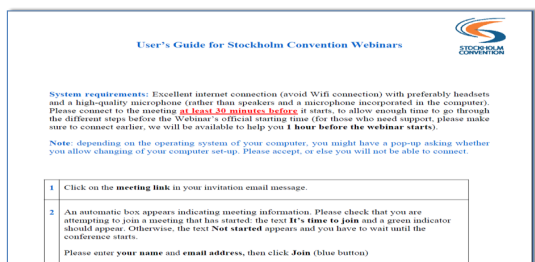 User's Guide for Stockholm Convention Webinars
STOCKHOLM
CONVENTION
System requirements: Excellent internet connection (avoid Wifi connection) with preferably headsets
and a high-quality microphone (rather than speakers and a microphone incorporated in the computer).
Please connect to the meeting at least 30 minutes before it starts, to allow enough time to go through
the different steps before the Webinar's official starting time (for those who need support, please make
sure to connect earlier, we will be available to help you 1 hour before the webinar starts).
Note: depending on the operating system of your computer, you might have a pop-up asking whether
you allow changing of your computer set-up. Please accept, or else you will not be able to connect.
1 Click on the meeting link in your invitation email message.
2 An automatic box appears indicating meeting information. Please check that you are
attempting to join a meeting that has started: the text It's time to join and a green indicator
should appear. Otherwise, the text Not started appears and you have to wait until the
conference starts.
Please enter your name and email address, then click Join (blue button)